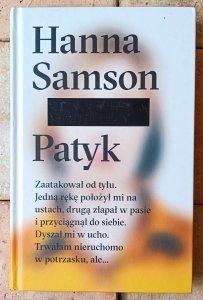 Hanna
Samson
Patyk
Zaatakował od tyłu.
Jedną rękę położył mi na
ustach, drugą złapał w pasie
i przyciągnął do siebie.
Dyszał mi w ucho.
Trwałam nieruchomo
w potrzasku, ale...